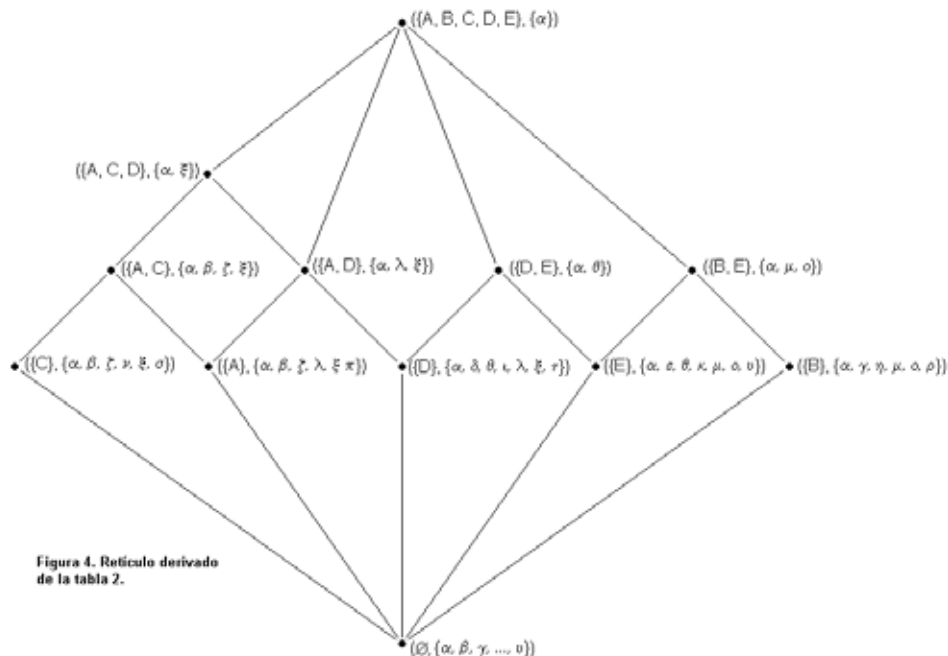 ({A, B, C, D, E}, {α})
({A, C, D}, {α, ξ})
({A, C}, {α, β, ζ, ξ})
({A, D}, {α, λ, ξ})
({D, E}, {α, ϑ})
({B, E}, {α, μ, ο})
({C}, {α, β, ζ, ν, ξ, σ})
({A}, {α, β, ζ, λ, ξ π})
({D}, {α, δ, ϑ, ι, λ, ξ, τ})
({E}, {α, ε, ϑ, κ, μ, ο, υ})
({B}, {α, γ, η, μ, ο, ρ})
Figura 4. Retículo derivado
de la tabla 2.
(∅, {α, β, γ, ..., υ})